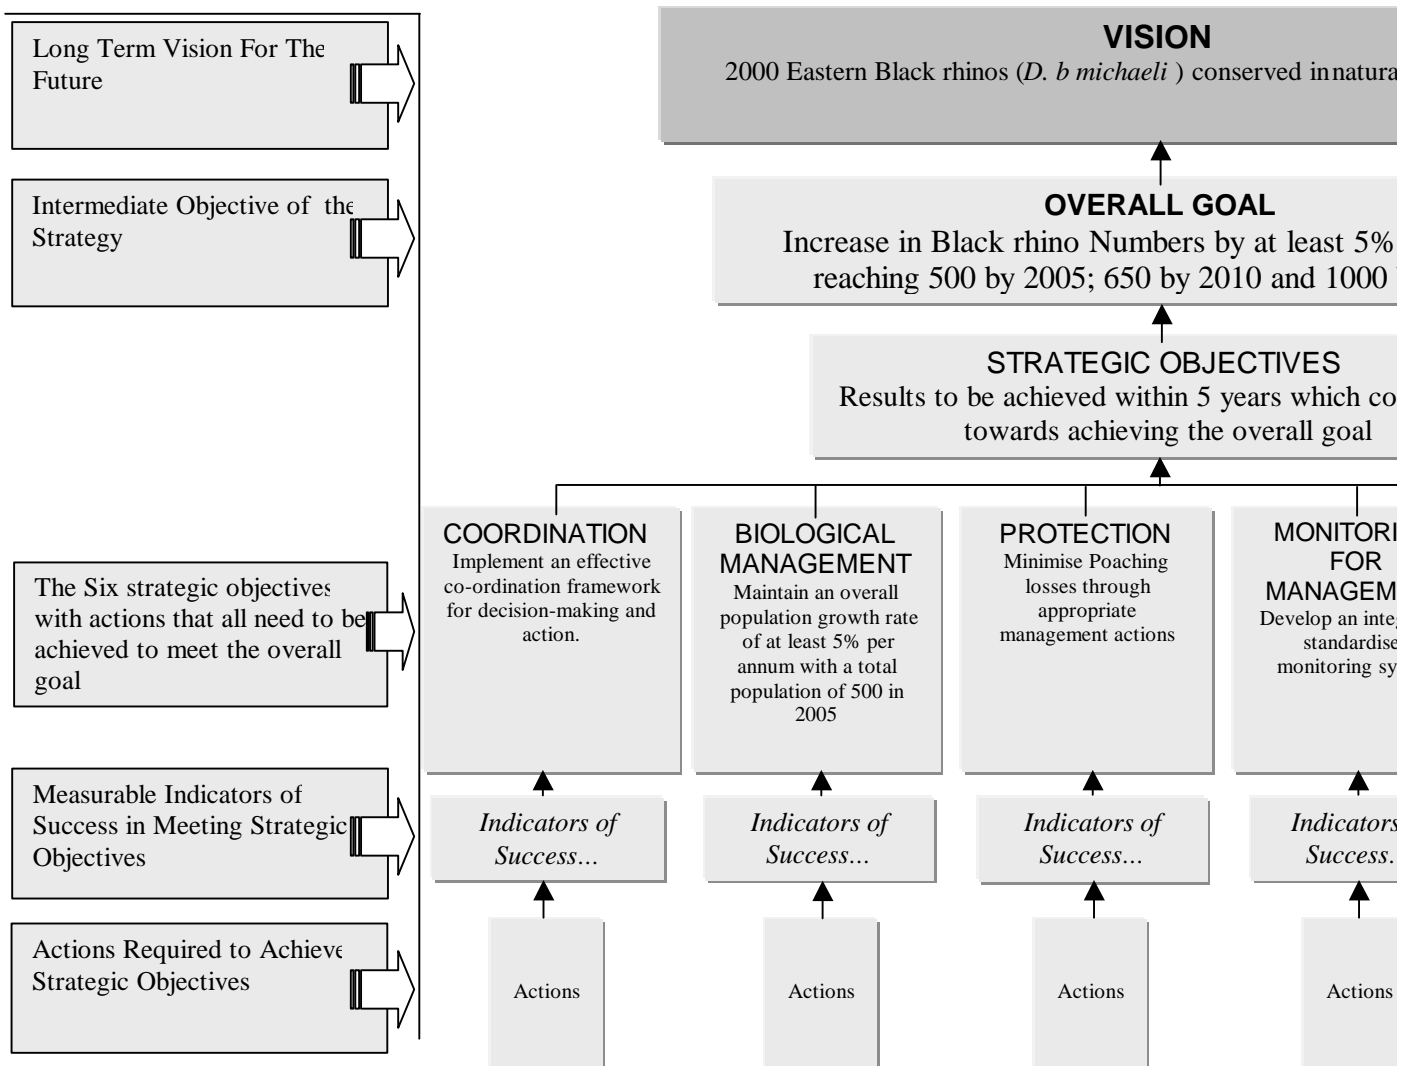 Long Term Vision For The
Future
VISION
2000 Eastern Black rhinos (D. b michaeli ) conserved in natura
Intermediate Objective of the
Strategy
OVERALL GOAL
Increase in Black rhino Numbers by at least 5%
reaching 500 by 2005; 650 by 2010 and 1000
STRATEGIC OBJECTIVES
Results to be achieved within 5 years which co
towards achieving the overall goal
The Six strategic objectives
with actions that all need to be
achieved to meet the overall
goal
COORDINATION
Implement an effective
co-ordination framework
for decision-making and
action.
BIOLOGICAL
MANAGEMENT
Maintain an overall
population growth rate
of at least 5% per
annum with a total
population of 500 in
2005
PROTECTION
Minimise Poaching
losses through
appropriate
management actions
MONITORI
FOR
MANAGEM
Develop an inte
standardise
monitoring sy
Measurable Indicators of
Success in Meeting Strategic
Objectives
Indicators of
Success...
Indicators of
Success...
Indicators of
Success...
Indicators
Success.
Actions Required to Achieve
Strategic Objectives
Actions
Actions
Actions
Actions